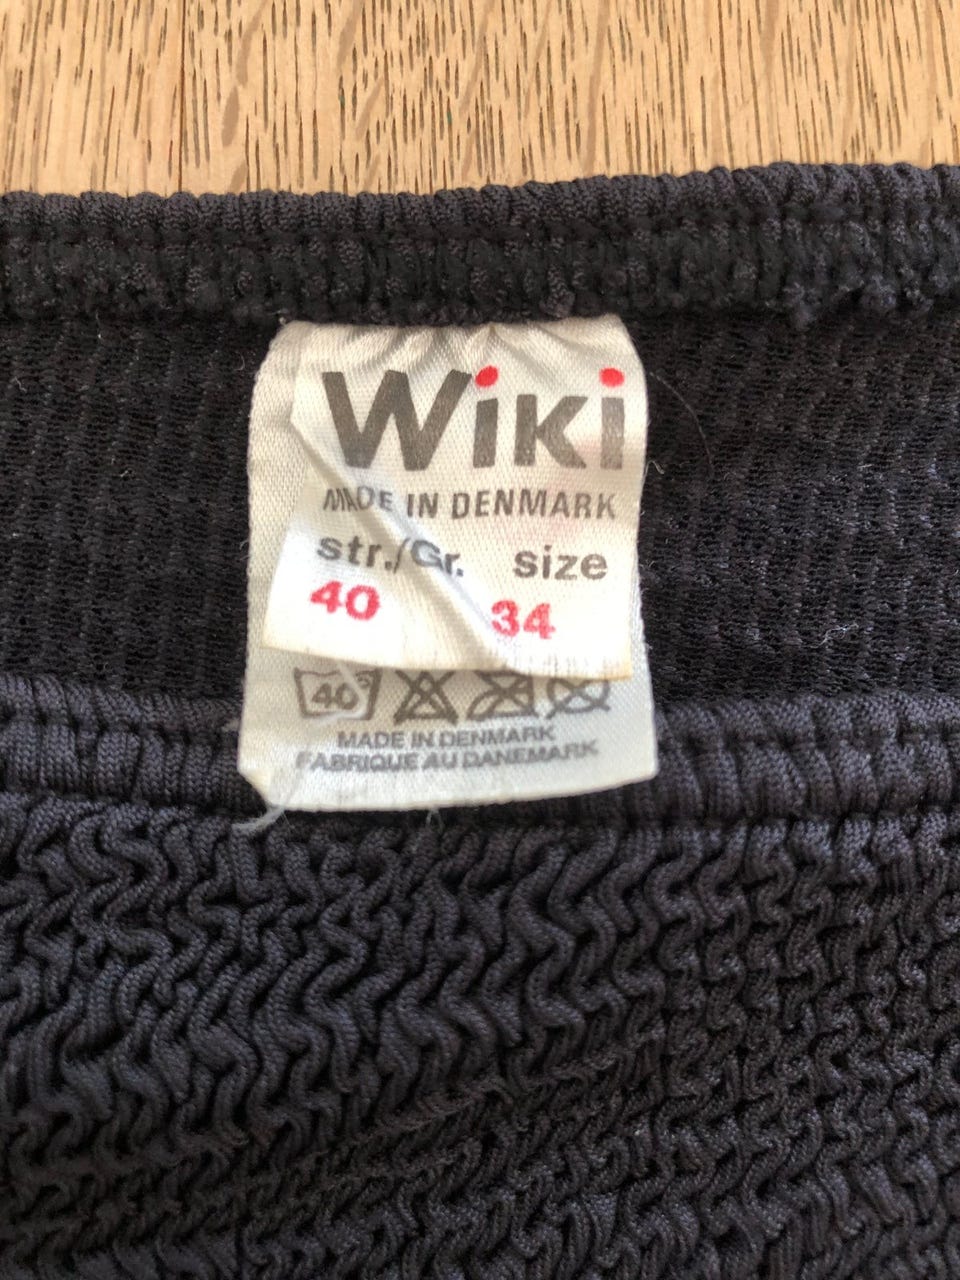 Wiki
MADE IN DENMARK
str./Gr. size
40 34
40°
MADE IN DENMARK
FABRIQUE AU DANEMARK